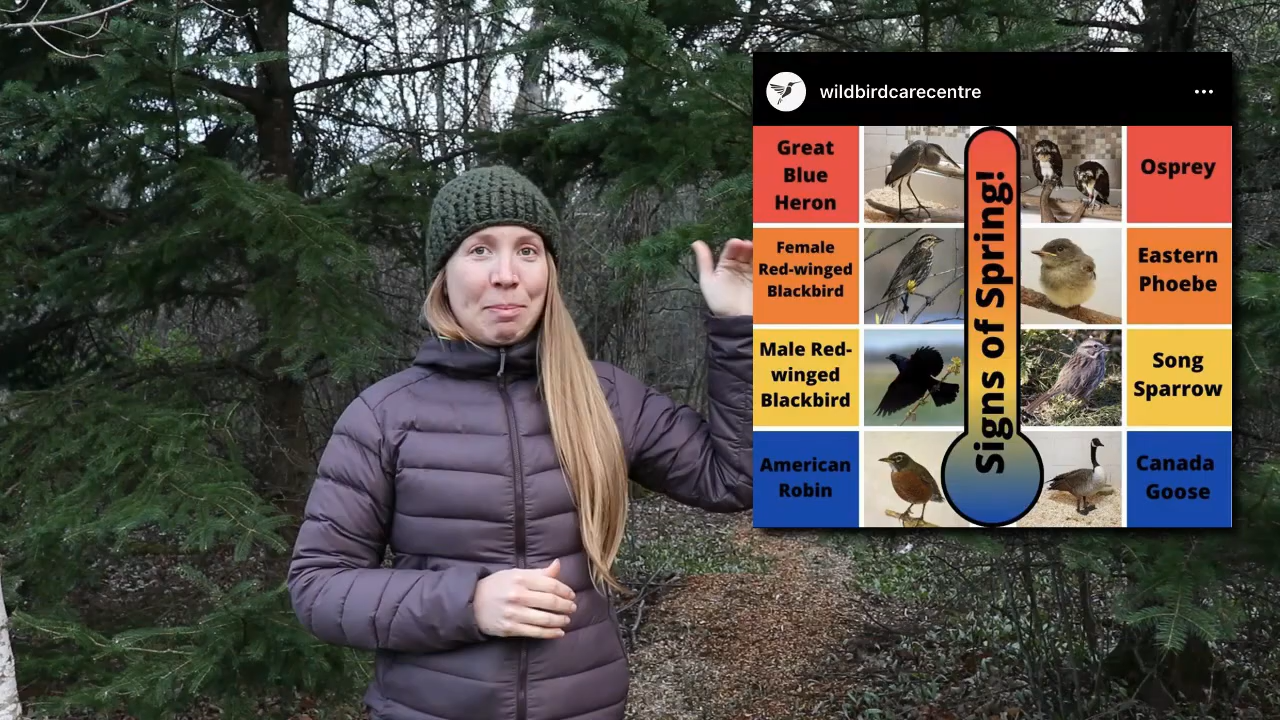 wildbirdcarecentre
Great
Blue
Heron
Osprey
Female
Red-winged
Blackbird
Eastern
Phoebe
Male Red-
winged
Blackbird
Song
Sparrow
American
Robin
Canada
Goose
Signs of Spring!